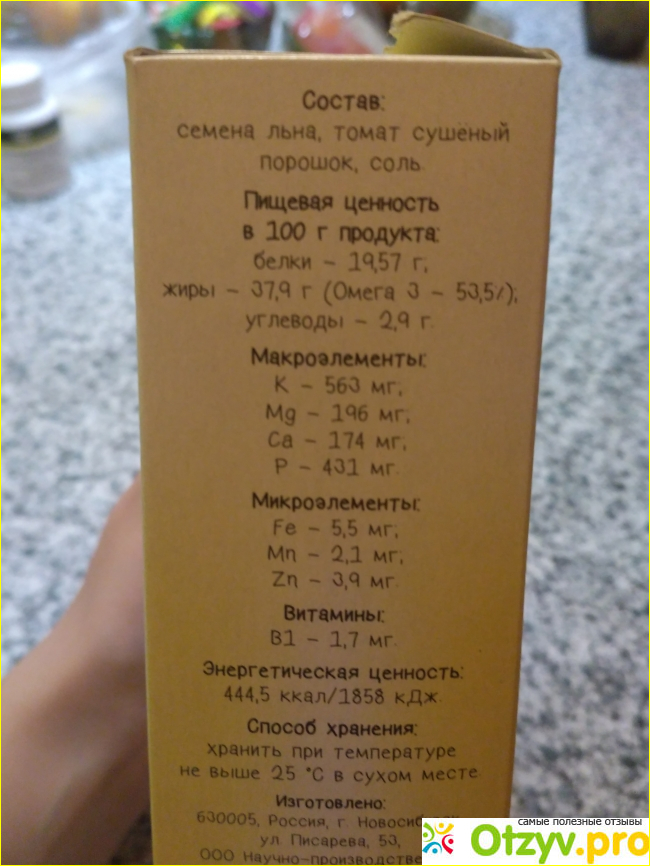 Состав:
семена льна, томат сушёный
порошок, соль.
Пищевая ценность
в 100 г продукта:
белки – 19,57 г;
жиры – 37,9 г (Омега 3 – 53,5%);
углеводы – 2,9 г.
Макроэлементы:
K – 563 мг;
Mg – 196 мг;
Ca – 174 мг;
P – 431 мг.
Микроэлементы:
Fe – 5,5 мг;
Mn – 2,1 мг;
Zn – 3,9 мг.
Витамины:
B1 – 1,7 мг.
Энергетическая ценность:
444,5 ккал/1858 кДж.
Способ хранения:
хранить при температуре
не выше 25 °С в сухом месте.
Изготовлено:
630005, Россия, г.
ул. Писарева, 53,
ООО
самые полезные отзывы
Otzyv.pro